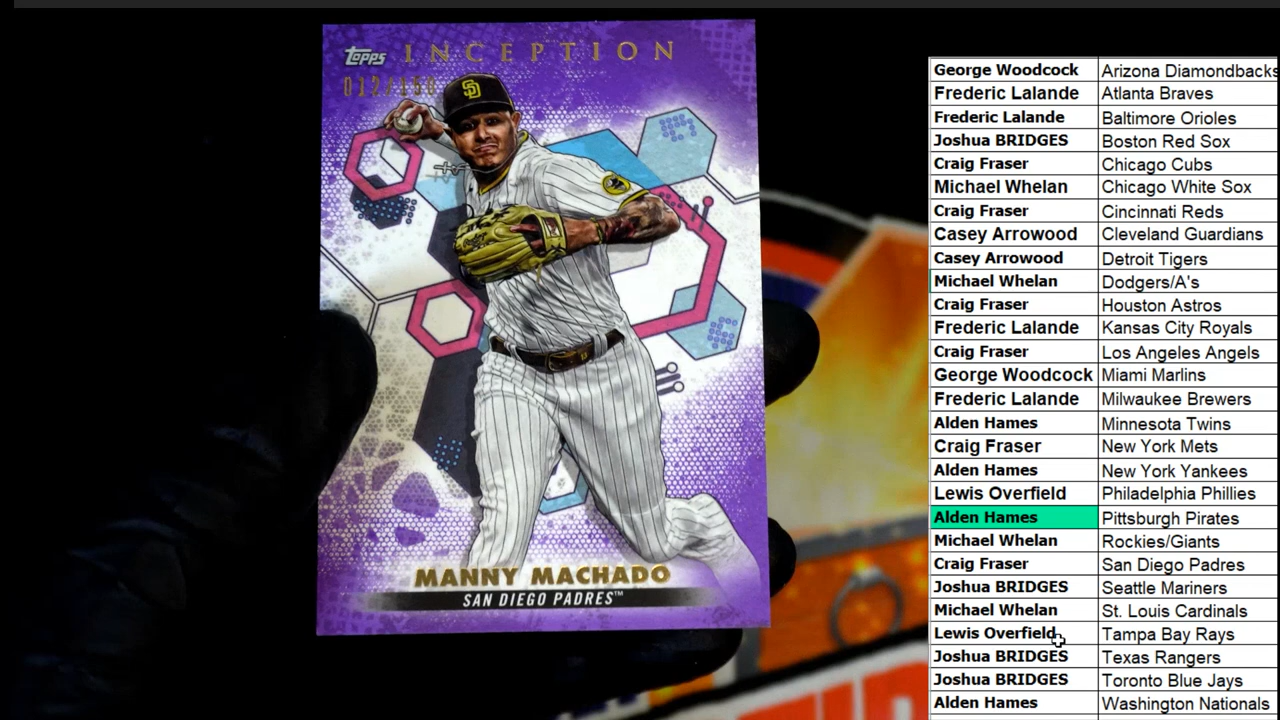 topps INCEPTION
SD
MANNY MACHADO
SAN DIEGO PADRES™
George Woodcock Arizona Diamondbacks
Frederic Lalande Atlanta Braves
Frederic Lalande Baltimore Orioles
Joshua BRIDGES Boston Red Sox
Craig Fraser Chicago Cubs
Michael Whelan Chicago White Sox
Craig Fraser Cincinnati Reds
Casey Arrowood Cleveland Guardians
Casey Arrowood Detroit Tigers
Michael Whelan Dodgers/A's
Craig Fraser Houston Astros
Frederic Lalande Kansas City Royals
Craig Fraser Los Angeles Angels
George Woodcock Miami Marlins
Frederic Lalande Milwaukee Brewers
Alden Hames Minnesota Twins
Craig Fraser New York Mets
Alden Hames New York Yankees
Lewis Overfield Philadelphia Phillies
Alden Hames Pittsburgh Pirates
Michael Whelan Rockies/Giants
Craig Fraser San Diego Padres
Joshua BRIDGES Seattle Mariners
Michael Whelan St. Louis Cardinals
Lewis Overfield Tampa Bay Rays
Joshua BRIDGES Texas Rangers
Joshua BRIDGES Toronto Blue Jays
Alden Hames Washington Nationals